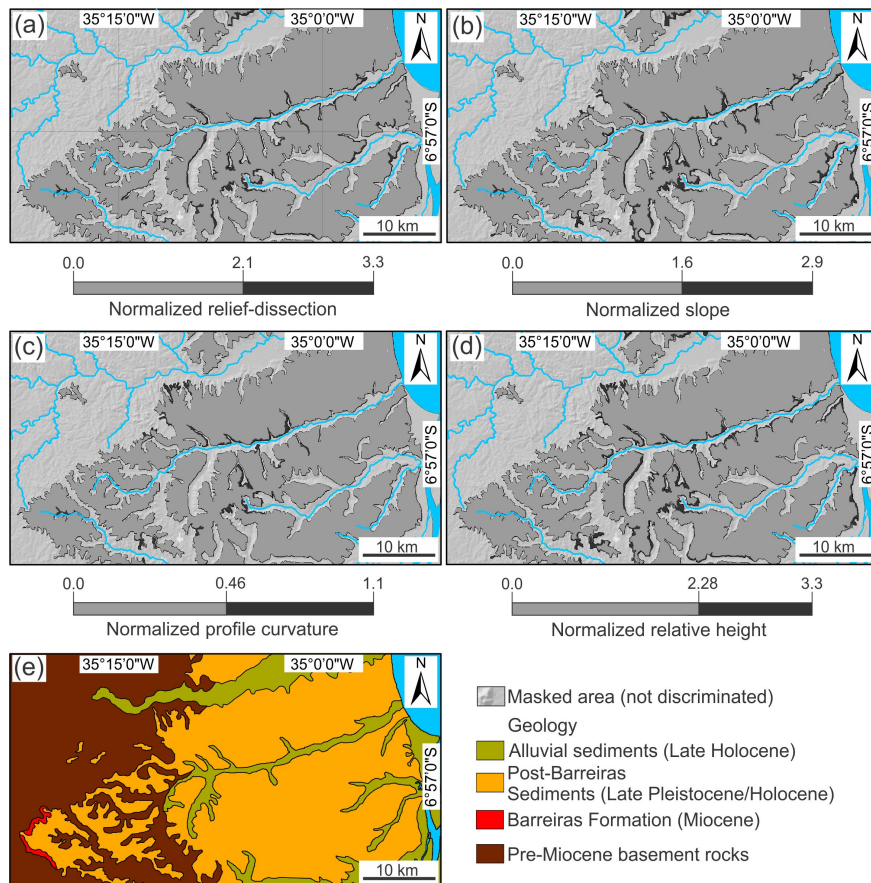 (a)
35°15'0"W
35°00'0"W
N
6°57'0"S
10 km
0.0
2.1
3.3
Normalized relief-dissection
(b)
35°15'0"W
35°0'0"W
N
6°57'0"S
10 km
0.0
1.6
2.9
Normalized slope
(c)
35°15'0"W
35°0'0"W
N
6°57'0"S
10 km
0.0
0.46
1.1
Normalized profile curvature
(d)
35°15'0"W
35°0'0"W
N
6°57'0"S
10 km
0.0
2.28
3.3
Normalized relative height
(e)
35°15'0"W
35°0'0"W
N
6°57'0"S
10 km
Masked area (not discriminated)
Geology
Alluvial sediments (Late Holocene)
Post-Barreiras
Sediments (Late Pleistocene/Holocene)
Barreiras Formation (Miocene)
Pre-Miocene basement rocks